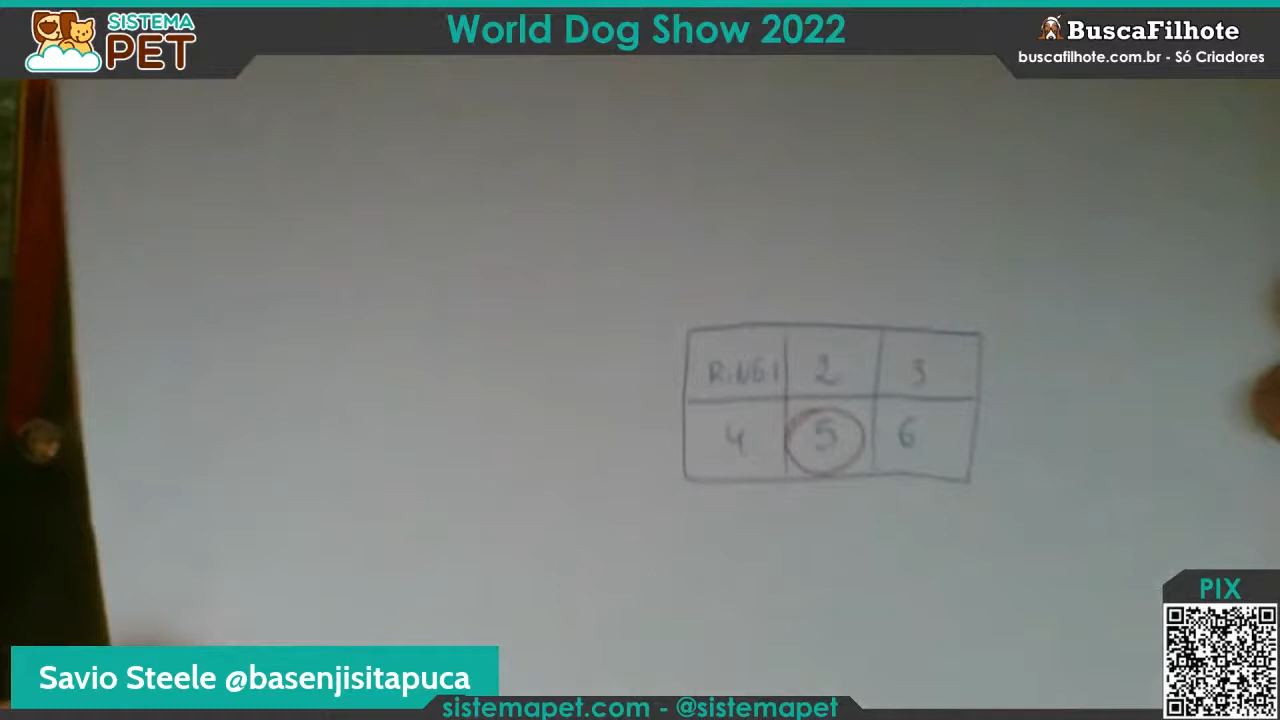 SISTEMA
PET
World Dog Show 2022
BuscaFilhote
buscafilhote.com.br - Só Criadores
RING 1 2 3
4 5 6
PIX
Savio Steele @basenjisitapuca
sistemapet.com - @sistemapet